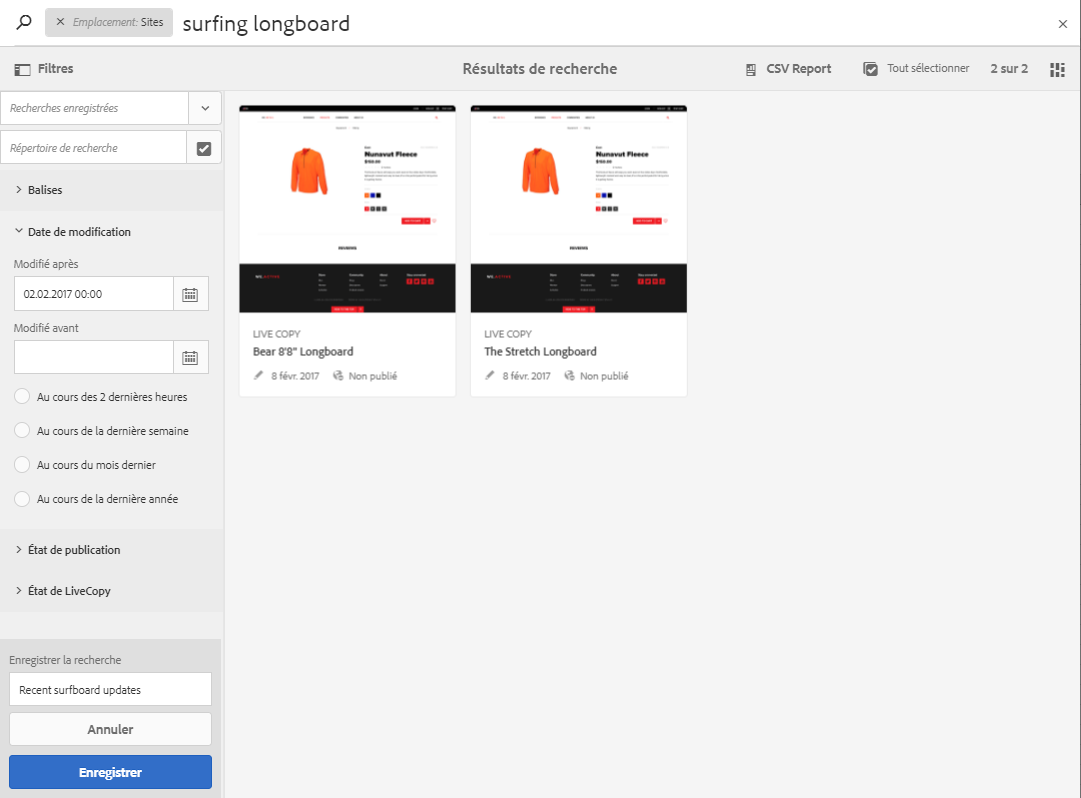 Emplacement: Sites surfing longboard
Filtres
Résultats de recherche
CSV Report
Tout sélectionner
2 sur 2
Recherches enregistrées
Répertoire de recherche
Balises
Date de modification
Modifié après
02.02.2017 00:00
Modifié avant
Au cours des 2 dernières heures
Au cours de la dernière semaine
Au cours du mois dernier
Au cours de la dernière année
État de publication
État de LiveCopy
Enregistrer la recherche
Recent surfboard updates
Annuler
Enregistrer
Nunavut Fleece
REVIEWS
LIVE COPY
Bear 8'8" Longboard
8 févr. 2017
Non publié
Nunavut Fleece
REVIEWS
LIVE COPY
The Stretch Longboard
8 févr. 2017
Non publié